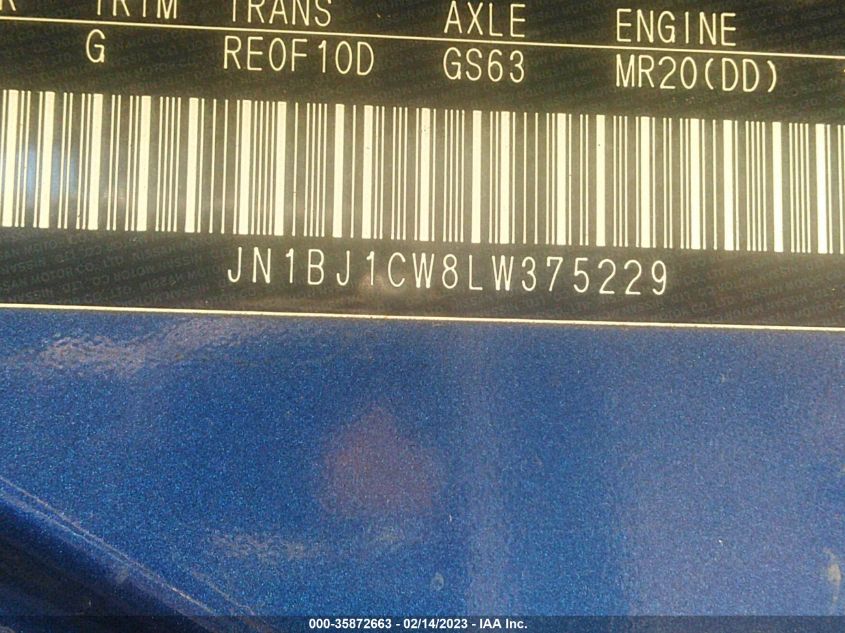 TRIM TRANS AXLE ENGINE
G RE0F10D GS63 MR20(DD)
JN1BJ1CW8LW375229
000-35872663 - 02/14/2023 - IAA Inc.